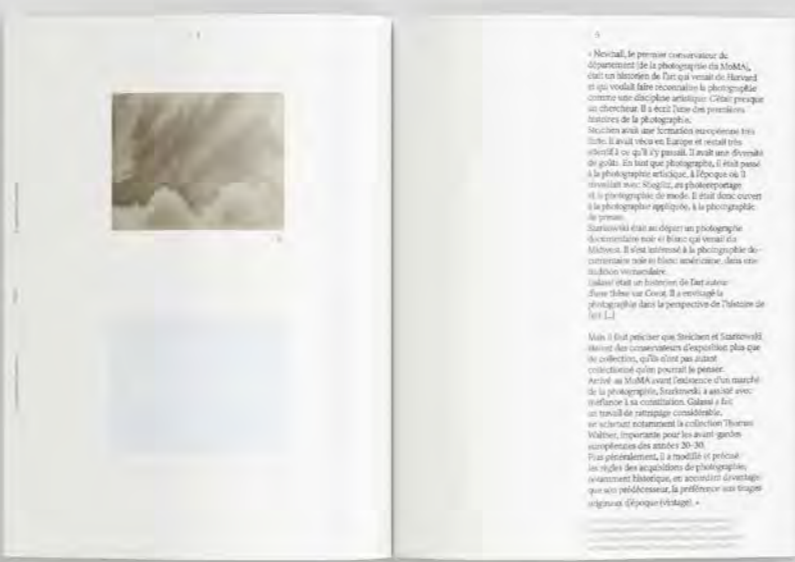 « Newhall, le premier conservateur du
département [de la photographie du MoMA],
était un historien de l'art qui venait de Harvard
et qui voulait faire reconnaître la photographie
comme une discipline artistique. C'était presque
un chercheur. Il a écrit l'une des premières
histoires de la photographie.
Steichen avait une formation européenne très
forte. Il avait vécu en Europe et restait très
attentif à ce qu'il s'y passait. Il avait une diversité
de goûts. En tant que photographe, il était passé
à la photographie artistique, à l'époque où il
travaillait avec Stieglitz, au photoreportage
et la photographie de mode. Il était donc ouvert
à la photographie appliquée, à la photographie
de presse.
Szarkowski était au départ un photographe
documentaire noir et blanc qui venait du
Midwest. Il s'est intéressé à la photographie do-
cumentaire noir et blanc américaine, dans une
tradition vernaculaire.
Galassi était un historien de l'art auteur
d'une thèse sur Corot. Il a envisagé la
photographie dans la perspective de l'histoire de
l'art. [...]
Mais il faut préciser que Steichen et Szarkowski
étaient des conservateurs d'exposition plus que
de collection, qu'ils n'ont pas autant
collectionné qu'on pourrait le penser.
Arrivé au MoMA avant l'existence d'un marché
de la photographie, Szarkowski a assisté avec
méfiance à sa constitution. Galassi a fait
un travail de rattrapage considérable,
en achetant notamment la collection Thomas
Walther, importante pour les avant-gardes
européennes des années 20-30.
Plus généralement, il a modifié et précisé
les règles des acquisitions de photographie,
notamment historique, en accordant davantage
que son prédécesseur, la préférence aux tirages
originaux d'époque (vintage). »